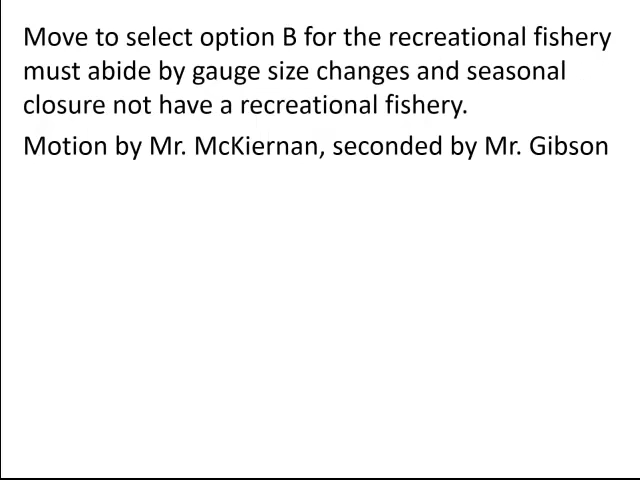 Move to select option B for the recreational fishery
must abide by gauge size changes and seasonal
closure not have a recreational fishery.
Motion by Mr. McKiernan, seconded by Mr. Gibson